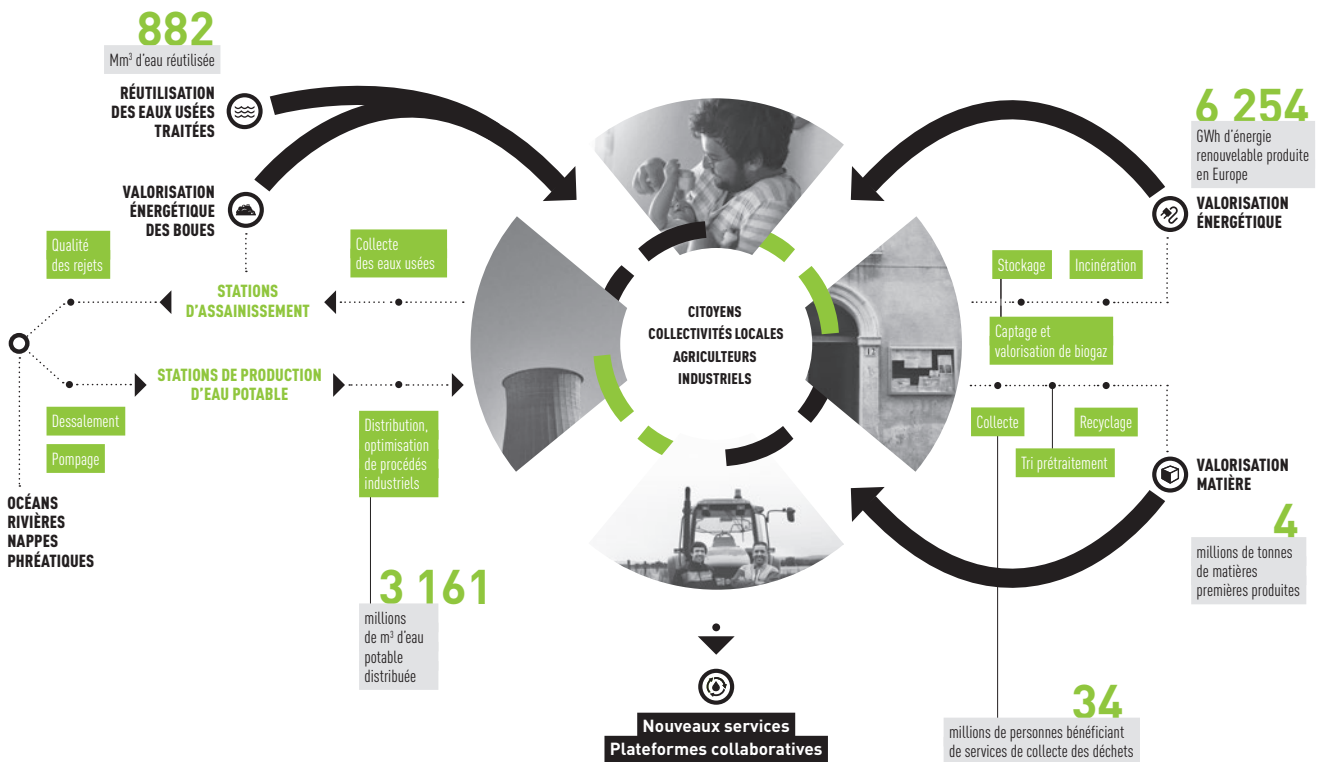 882
Mm³ d'eau réutilisée
RÉUTILISATION
DES EAUX USÉES
TRAITÉES
VALORISATION
ÉNERGÉTIQUE
DES BOUES
Qualité
des rejets
Collecte
des eaux usées
STATIONS
D'ASSAINISSEMENT
STATIONS DE PRODUCTION
D'EAU POTABLE
Dessalement
Pompage
OCÉANS
RIVIÈRES
NAPPES
PHRÉATIQUES
Distribution,
optimisation
de procédés
industriels
3 161
millions
de m³ d'eau
potable
distribuée
CITOYENS
COLLECTIVITÉS LOCALES
AGRICULTEURS
INDUSTRIELS
Nouveaux services
Plateformes collaboratives
6 254
GWh d'énergie
renouvelable produite
en Europe
VALORISATION
ÉNERGÉTIQUE
Stockage
Incinération
Captage et
valorisation de biogaz
Collecte
Recyclage
Tri prétraitement
VALORISATION
MATIÈRE
4
millions de tonnes
de matières
premières produites
34
millions de personnes bénéficiant
de services de collecte des déchets